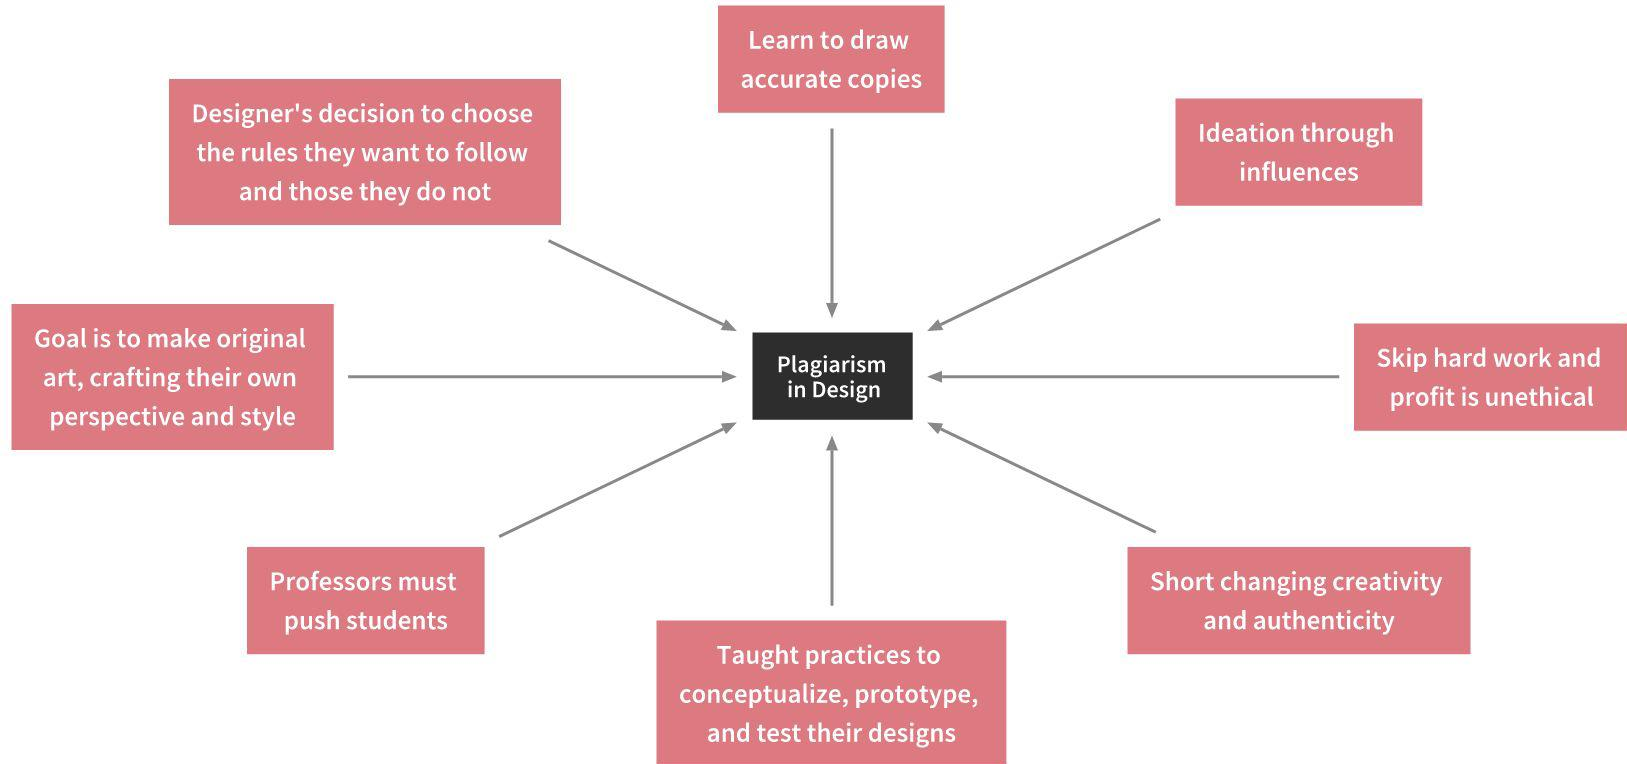 Learn to draw
accurate copies
Designer's decision to choose
the rules they want to follow
and those they do not
Ideation through
influences
Goal is to make original
art, crafting their own
perspective and style
Plagiarism
in Design
Skip hard work and
profit is unethical
Professors must
push students
Short changing creativity
and authenticity
Taught practices to
conceptualize, prototype,
and test their designs